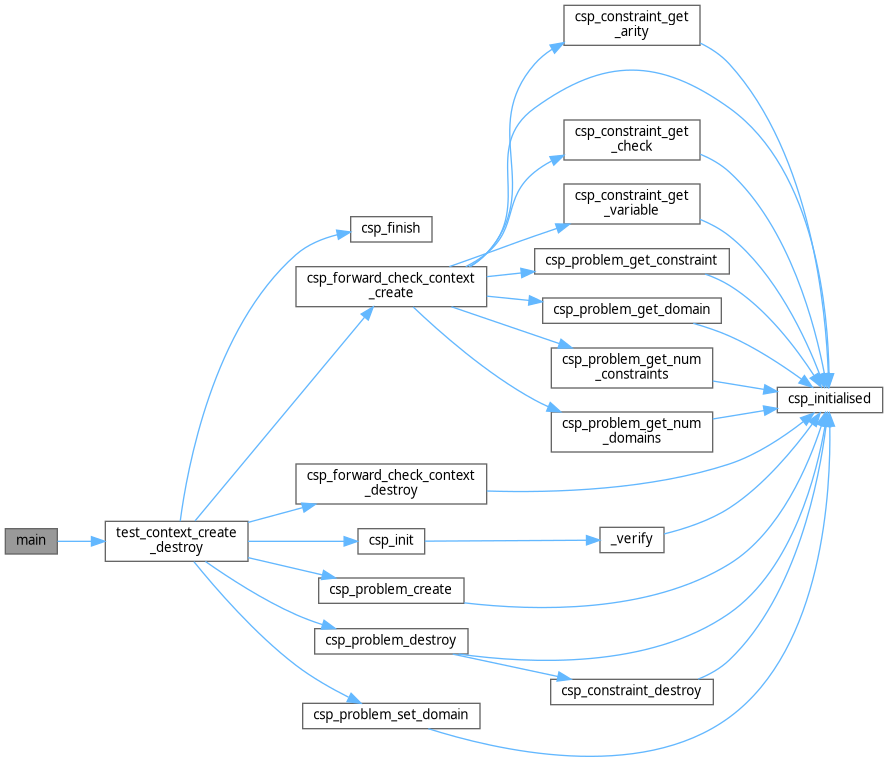 main
test_context_create
_destroy
csp_finish
csp_forward_check_context
_create
csp_forward_check_context
_destroy
csp_init
csp_problem_create
csp_problem_destroy
csp_problem_set_domain
csp_constraint_get
_arity
csp_constraint_get
_check
csp_constraint_get
_variable
csp_problem_get_constraint
csp_problem_get_domain
csp_problem_get_num
_constraints
csp_problem_get_num
_domains
_verify
csp_constraint_destroy
csp_initialised